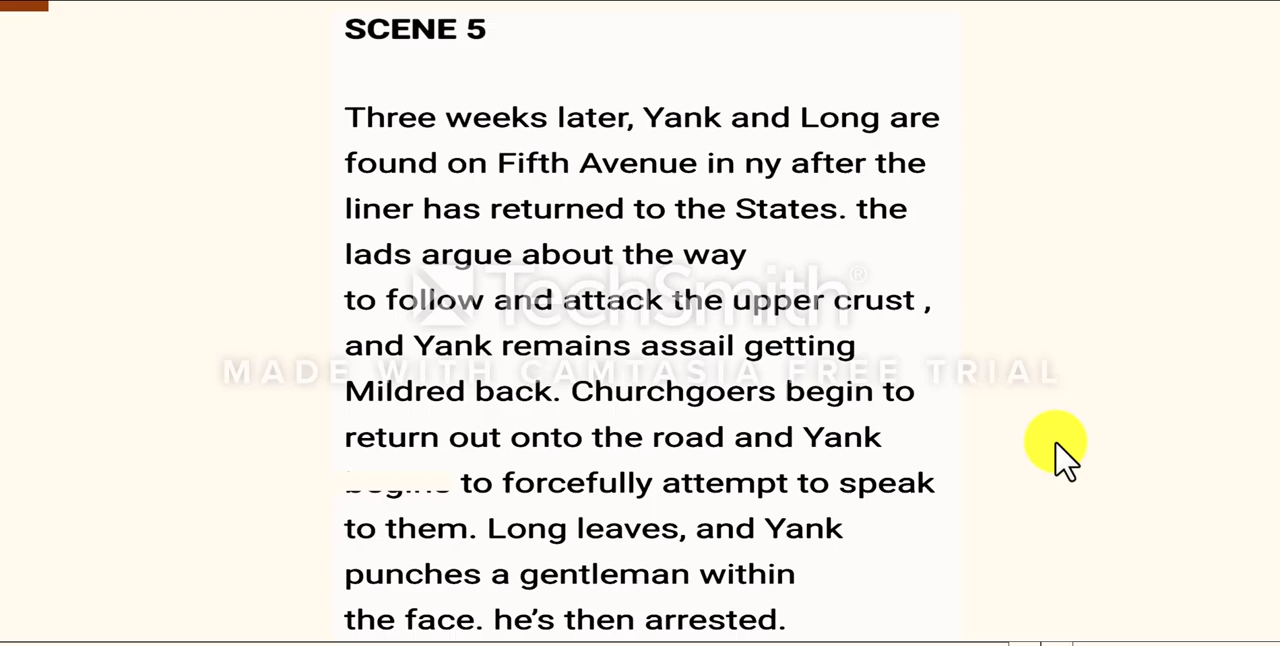 SCENE 5
Three weeks later, Yank and Long are
found on Fifth Avenue in ny after the
liner has returned to the States. the
lads argue about the way
to follow and attack the upper crust ,
and Yank remains assail getting
Mildred back. Churchgoers begin to
return out onto the road and Yank
to forcefully attempt to speak
to them. Long leaves, and Yank
punches a gentleman within
the face. he's then arrested.
TechSmith®
MADE WITH CAMTASIA FREE TRIAL